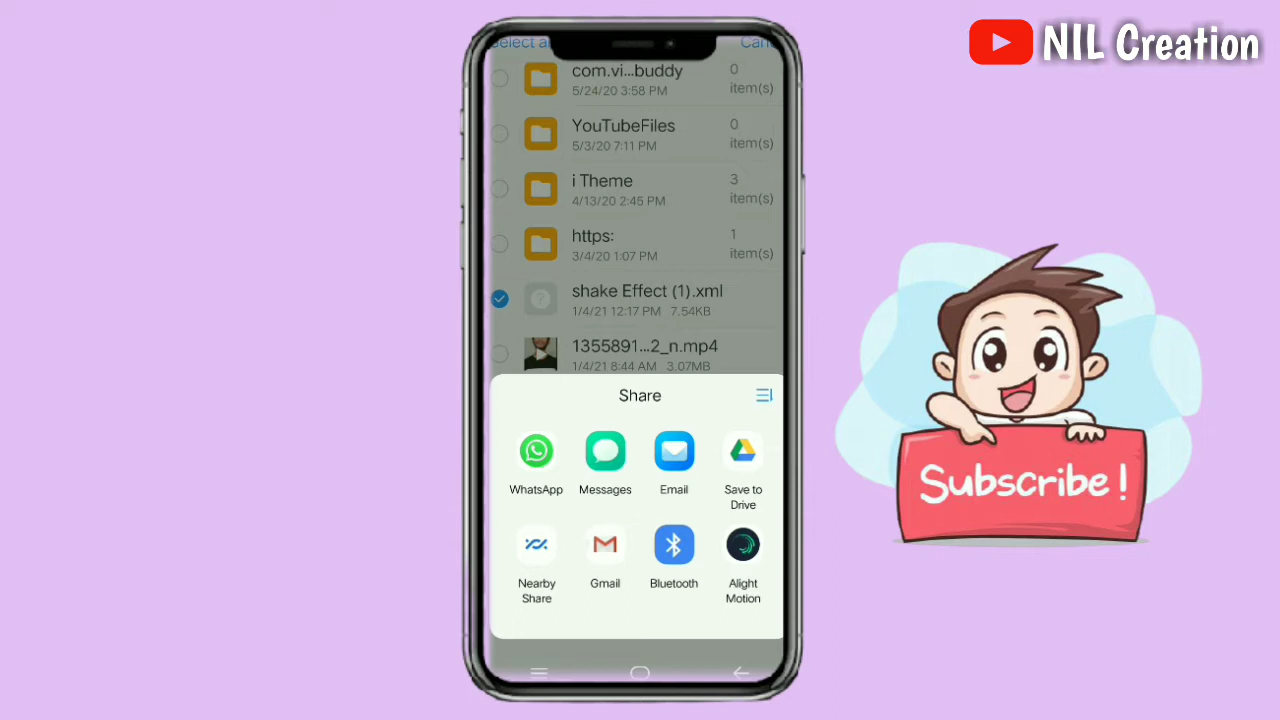 NIL Creation
Select al
Canc
com.vi...buddy
0
5/24/20 3:58 PM
item(s)
YouTubeFiles
0
5/3/20 7:11 PM
item(s)
i Theme
3
4/13/20 2:45 PM
item(s)
https:
1
3/4/20 1:07 PM
item(s)
shake Effect (1).xml
1/4/21 12:17 PM 7.54KB
1355891...2_n.mp4
1/4/21 8:44 AM 3.07MB
Share
WhatsApp
Messages
Email
Save to
Drive
Nearby
Share
Gmail
Bluetooth
Alight
Motion
Subscribe!